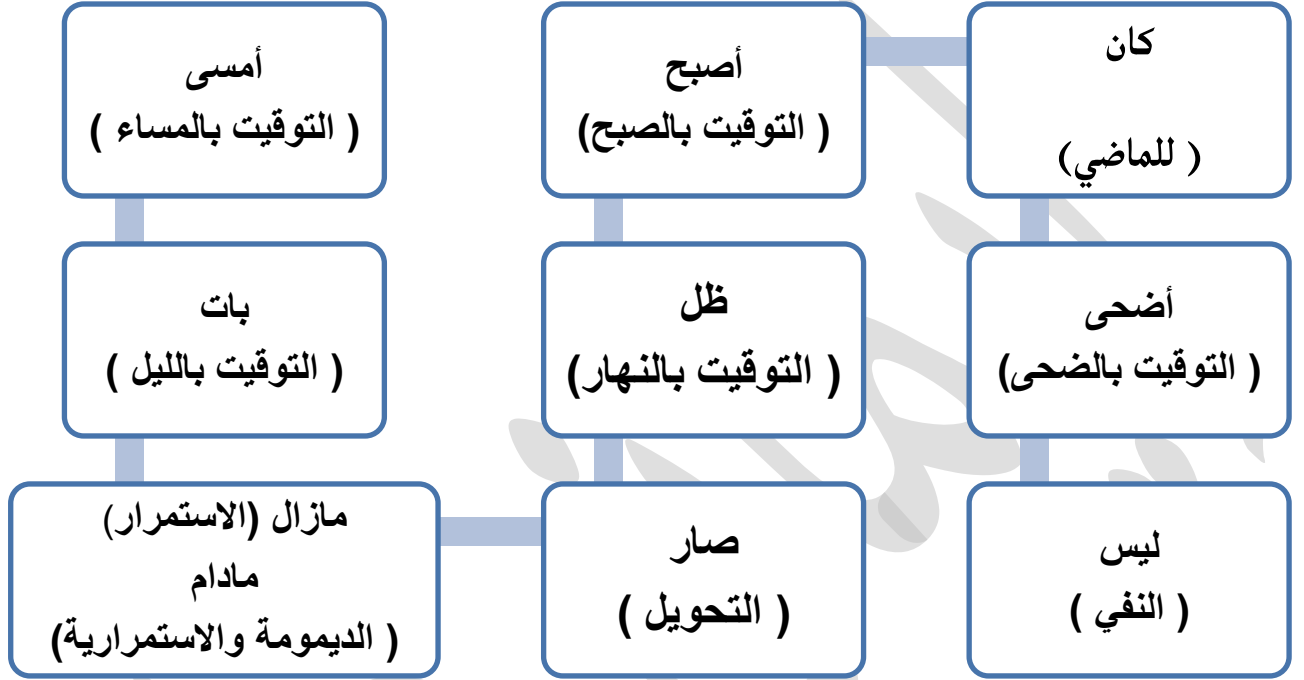 كان
( للماضي)
أصبح
( التوقيت بالصبح)
أمسى
( التوقيت بالمساء )
أضحى
( التوقيت بالضحى)
ظل
( التوقيت بالنهار)
بات
( التوقيت بالليل )
ليس
( النفي )
صار
( التحويل )
مازال (الاستمرار)
مادام
( الديمومة والاستمرارية)